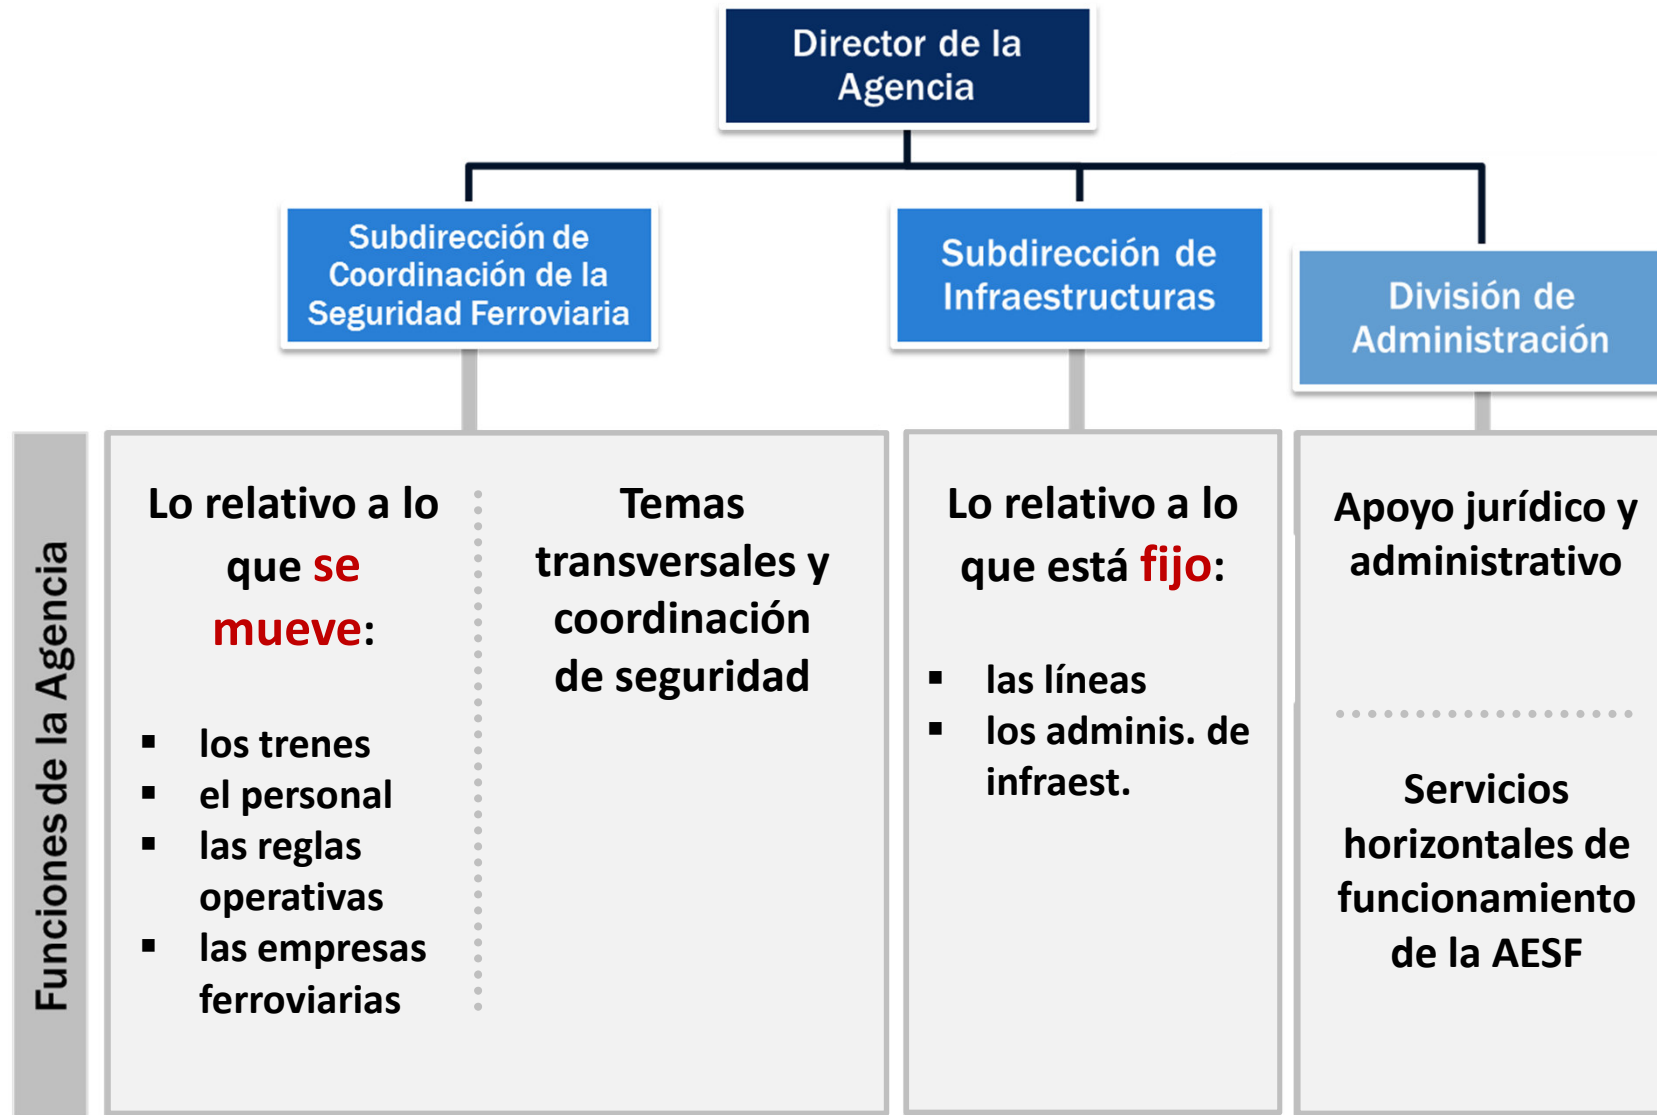 Director de la
Agencia
Subdirección de
Coordinación de la
Seguridad Ferroviaria
Subdirección de
Infraestructuras
División de
Administración
Funciones de la Agencia
Lo relativo a lo
que se
mueve:
▪ los trenes
▪ el personal
▪ las reglas
operativas
▪ las empresas
ferroviarias
Temas
transversales y
coordinación
de seguridad
Lo relativo a lo
que está fijo:
▪ las líneas
▪ los adminis. de
infraest.
Apoyo jurídico y
administrativo
Servicios
horizontales de
funcionamiento
de la AESF